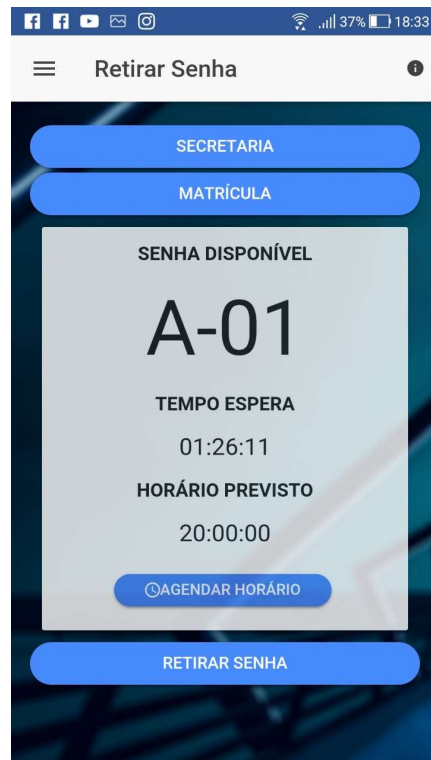 37% 18:33
Retirar Senha
SECRETARIA
MATRÍCULA
SENHA DISPONÍVEL
A-01
TEMPO ESPERA
01:26:11
HORÁRIO PREVISTO
20:00:00
AGENDAR HORÁRIO
RETIRAR SENHA